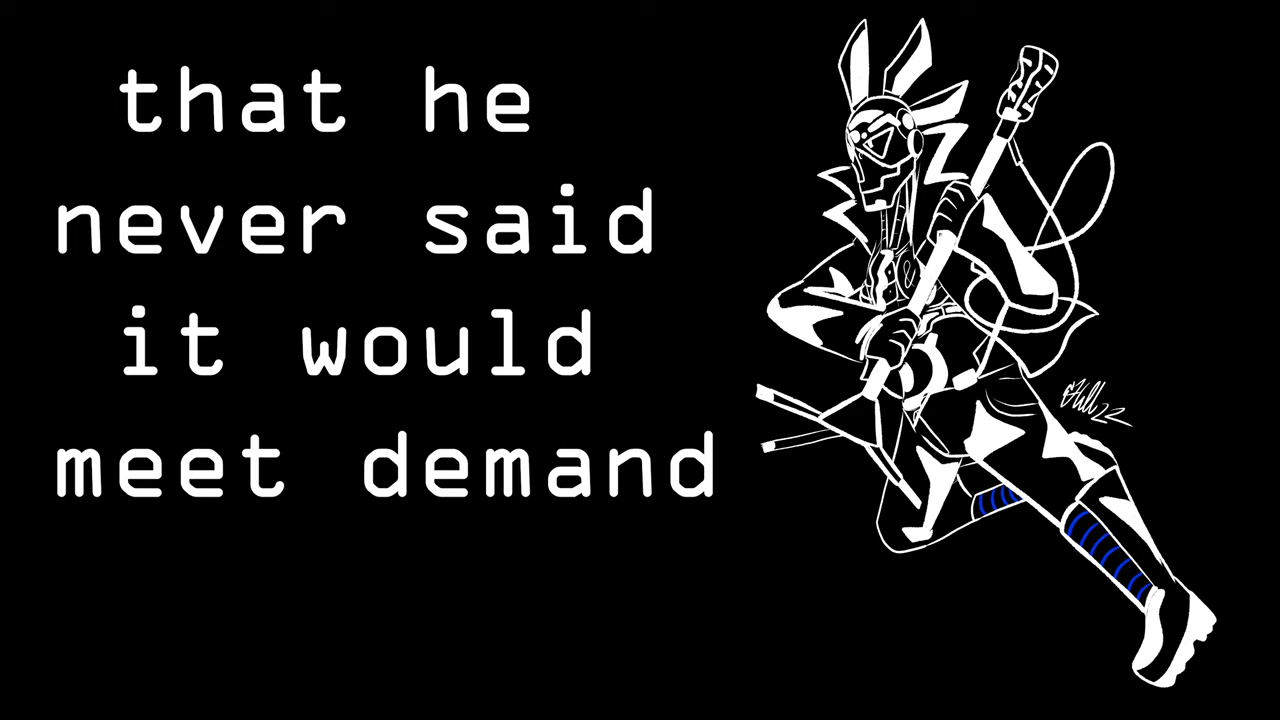 that he
never said
it would
meet demand